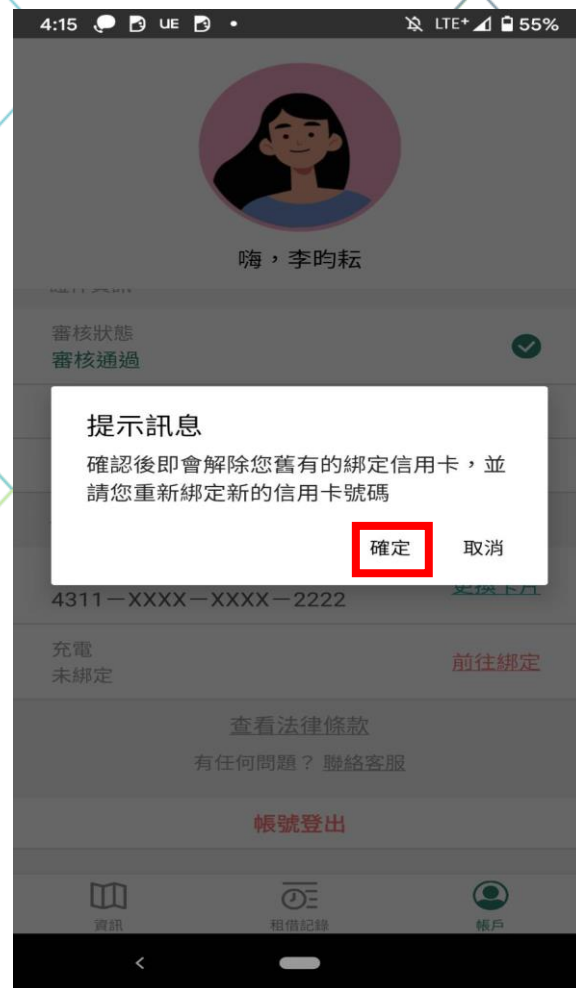 4:15 UE LTE+ 55%
嗨，李昀耘
審核狀態
審核通過
提示訊息
確認後即會解除您舊有的綁定信用卡，並
請您重新綁定新的信用卡號碼
確定 取消
4311－XXXX－XXXX－2222 更換卡片
充電
未綁定 前往綁定
查看法律條款
有任何問題？ 聯絡客服
帳號登出
資訊 租借記錄 帳戶